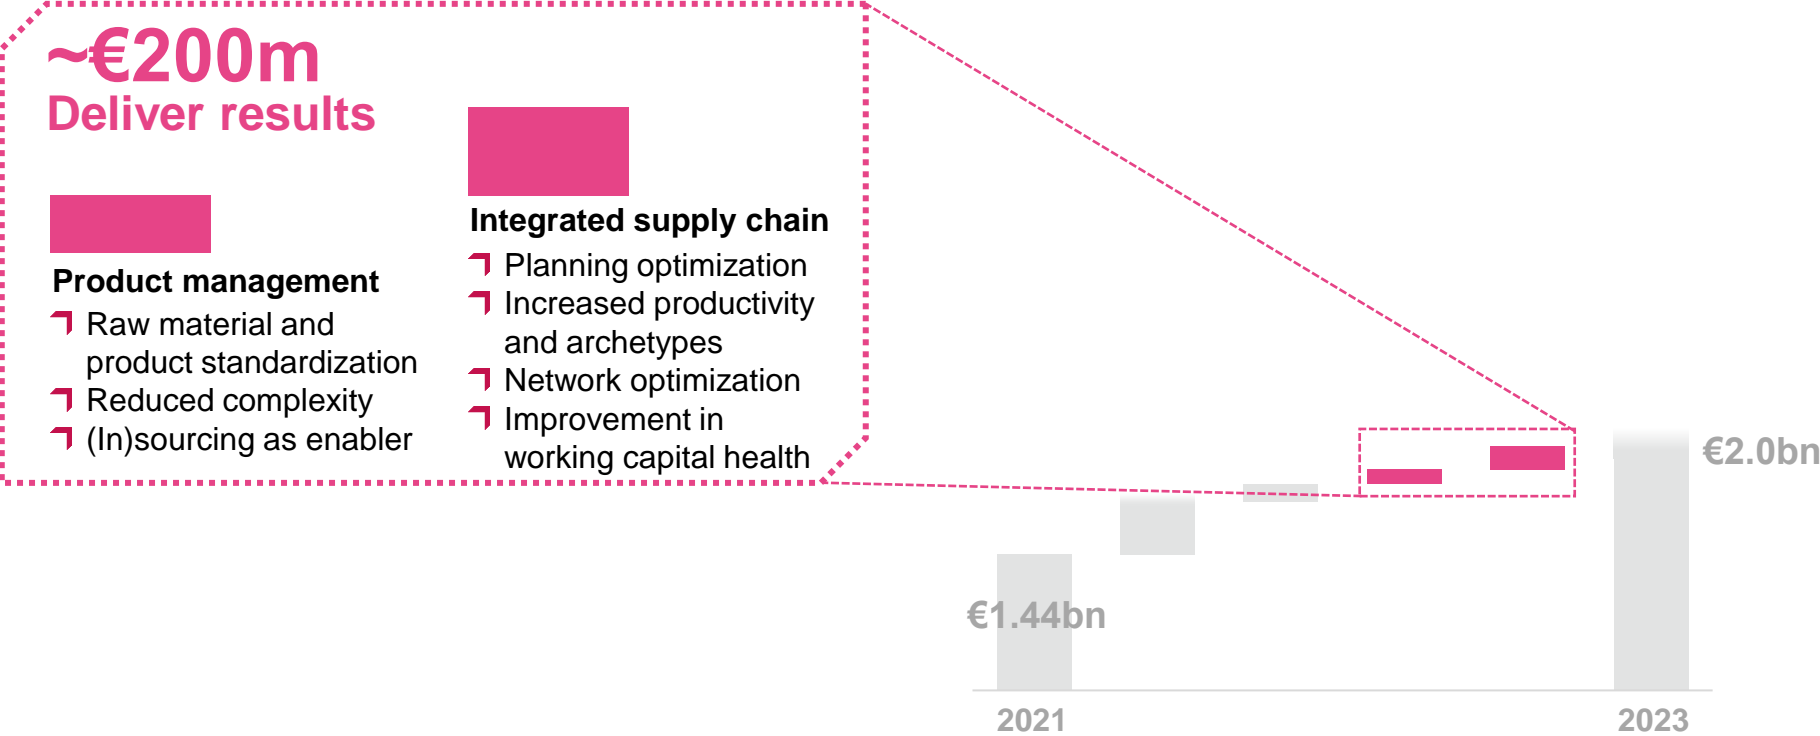 ~€200m
Deliver results
Product management
Raw material and
product standardization
Reduced complexity
(In)sourcing as enabler
Integrated supply chain
Planning optimization
Increased productivity
and archetypes
Network optimization
Improvement in
working capital health
€2.0bn
€1.44bn
2021
2023